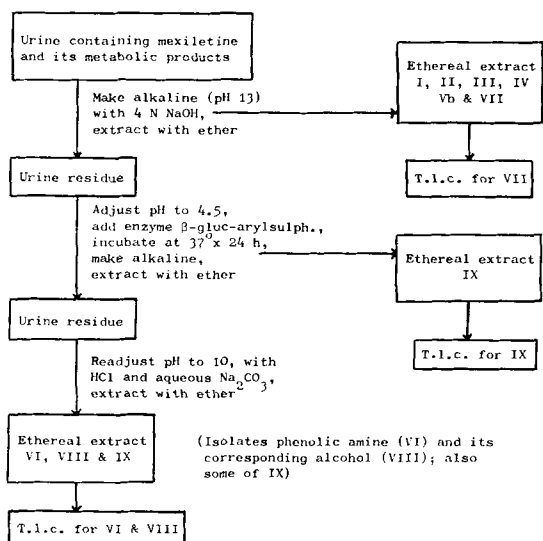 Urine containing mexiletine
and its metabolic products
Make alkaline (pH 13)
with 4 N NaOH,
extract with ether
Ethereal extract
I, II, III, IV
Vb & VII
T.l.c. for VII
Urine residue
Adjust pH to 4.5,
add enzyme β-gluc-arylsulph.,
incubate at 37° x 24 h,
make alkaline,
extract with ether
Ethereal extract
IX
T.l.c. for IX
Urine residue
Readjust pH to 10, with
HCl and aqueous Na2CO3,
extract with ether
Ethereal extract
VI, VIII & IX
(Isolates phenolic amine (VI) and its
corresponding alcohol (VIII); also
some of IX)
T.l.c. for VI & VIII